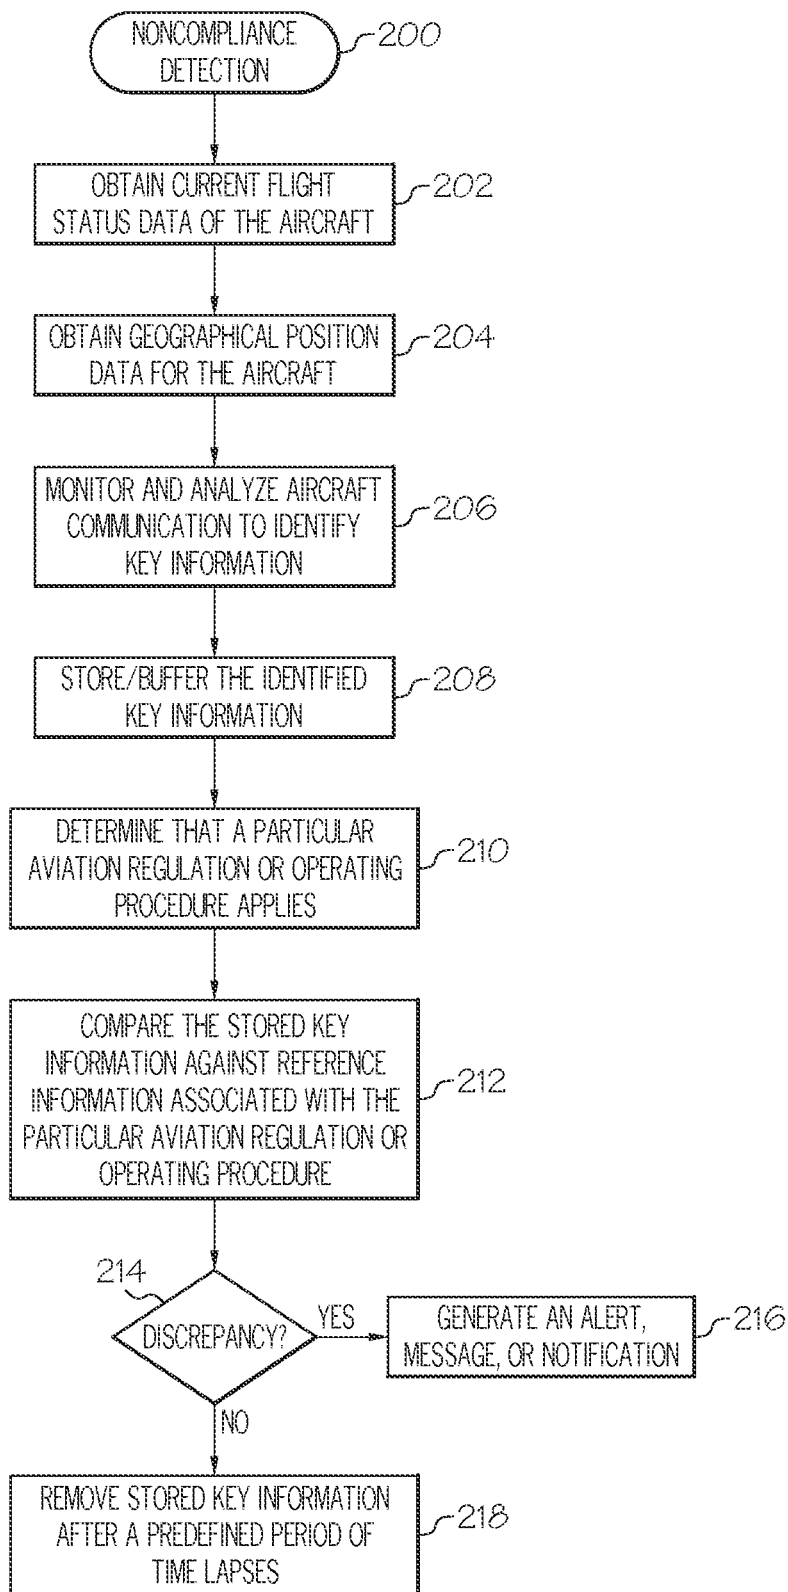 NONCOMPLIANCE
DETECTION
200
OBTAIN CURRENT FLIGHT
STATUS DATA OF THE AIRCRAFT
202
OBTAIN GEOGRAPHICAL POSITION
DATA FOR THE AIRCRAFT
204
MONITOR AND ANALYZE AIRCRAFT
COMMUNICATION TO IDENTIFY
KEY INFORMATION
206
STORE/BUFFER THE IDENTIFIED
KEY INFORMATION
208
DETERMINE THAT A PARTICULAR
AVIATION REGULATION OR OPERATING
PROCEDURE APPLIES
210
COMPARE THE STORED KEY
INFORMATION AGAINST REFERENCE
INFORMATION ASSOCIATED WITH THE
PARTICULAR AVIATION REGULATION OR
OPERATING PROCEDURE
212
214
DISCREPANCY?
YES
GENERATE AN ALERT,
MESSAGE, OR NOTIFICATION
216
NO
REMOVE STORED KEY INFORMATION
AFTER A PREDEFINED PERIOD OF
TIME LAPSES
218